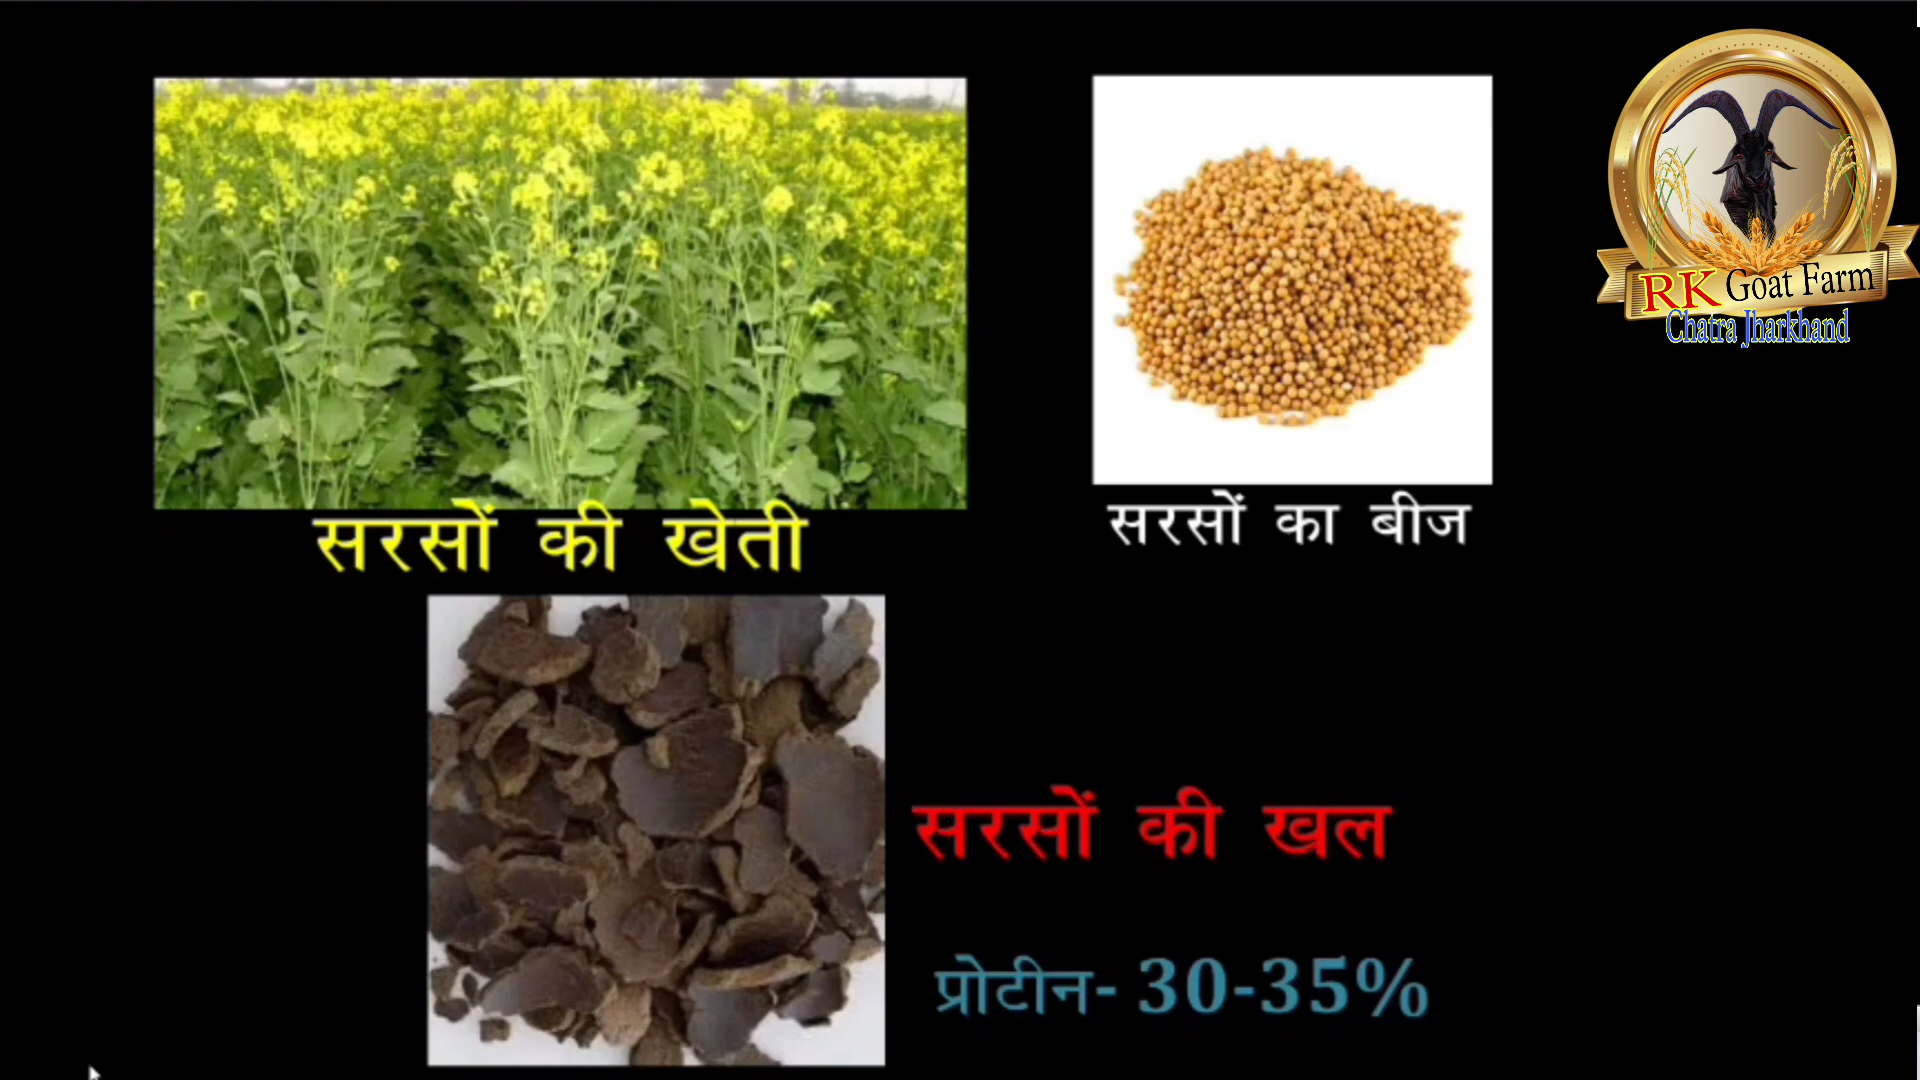 RK Goat Farm
Chatra Jharkhand
सरसों की खेती
सरसों का बीज
सरसों की खल
प्रोटीन- 30-35%